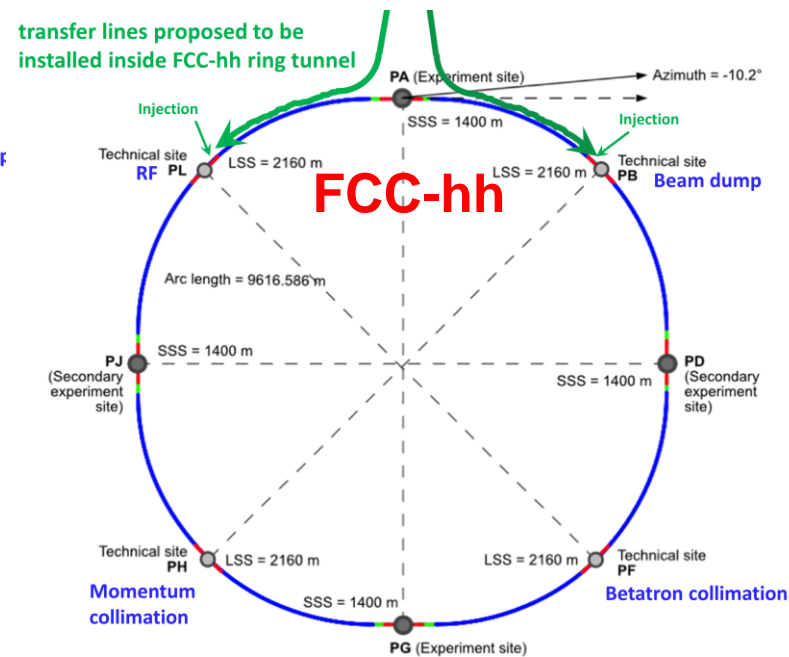 transfer lines proposed to be
installed inside FCC-hh ring tunnel
PA (Experiment site)
Azimuth = -10.2°
Injection
SSS = 1400 m
Injection
Technical site
PL
RF
LSS = 2160 m
LSS = 2160 m
Technical site
PB
Beam dump
FCC-hh
Arc length = 9616.586 m
SSS = 1400 m
PJ
(Secondary
experiment
site)
SSS = 1400 m
PD
(Secondary
experiment
site)
Technical site
PH
LSS = 2160 m
Momentum
collimation
LSS = 2160 m
Technical site
PF
Betatron collimation
SSS = 1400 m
PG (Experiment site)